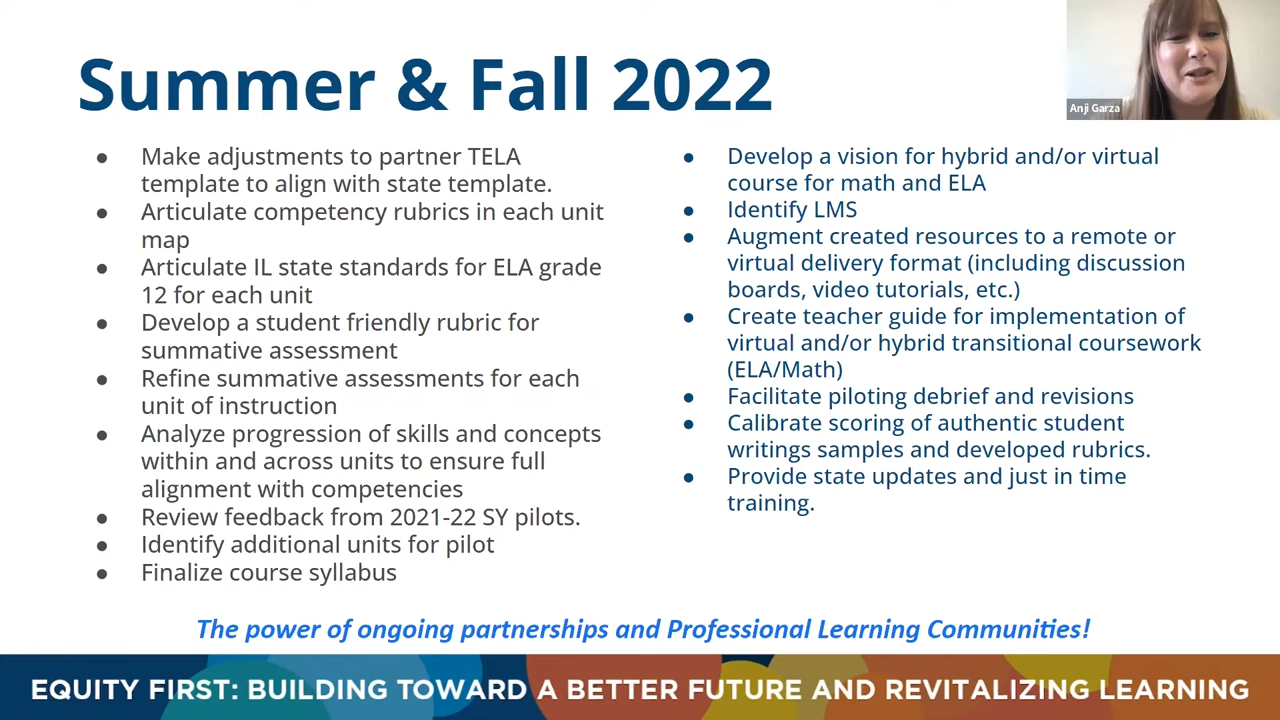 Summer & Fall 2022
Anji Garza
● Make adjustments to partner TELA
template to align with state template.
● Articulate competency rubrics in each unit
map
● Articulate IL state standards for ELA grade
12 for each unit
● Develop a student friendly rubric for
summative assessment
● Refine summative assessments for each
unit of instruction
● Analyze progression of skills and concepts
within and across units to ensure full
alignment with competencies
● Review feedback from 2021-22 SY pilots.
● Identify additional units for pilot
● Finalize course syllabus
● Develop a vision for hybrid and/or virtual
course for math and ELA
● Identify LMS
● Augment created resources to a remote or
virtual delivery format (including discussion
boards, video tutorials, etc.)
● Create teacher guide for implementation of
virtual and/or hybrid transitional coursework
(ELA/Math)
● Facilitate piloting debrief and revisions
● Calibrate scoring of authentic student
writings samples and developed rubrics.
● Provide state updates and just in time
training.
The power of ongoing partnerships and Professional Learning Communities!
EQUITY FIRST: BUILDING TOWARD A BETTER FUTURE AND REVITALIZING LEARNING